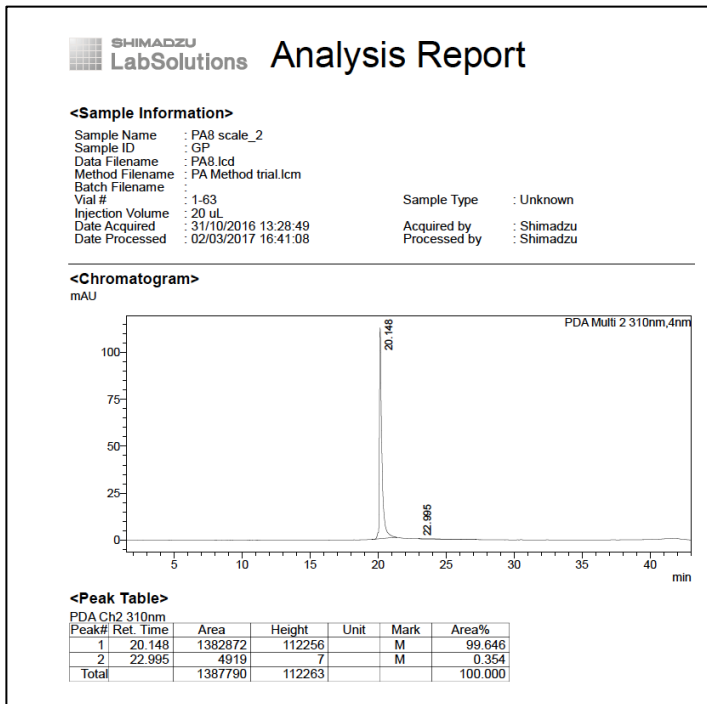 SHIMADZU
LabSolutions Analysis Report
<Sample Information>
Sample Name : PA8 scale_2
Sample ID : GP
Data Filename : PA8.lcd
Method Filename : PA Method trial.lcm
Batch Filename :
Vial # : 1-63 Sample Type : Unknown
Injection Volume : 20 uL
Date Acquired : 31/10/2016 13:28:49 Acquired by : Shimadzu
Date Processed : 02/03/2017 16:41:08 Processed by : Shimadzu
<Chromatogram>
mAU
PDA Multi 2 310nm,4nm
20.148
100
75
50
25
22.995
0
5 10 15 20 25 30 35 40
min
<Peak Table>
PDA Ch2 310nm
Peak# Ret. Time Area Height Unit Mark Area%
1 20.148 1382872 112256 M 99.646
2 22.995 4919 7 M 0.354
Total 1387790 112263 100.000